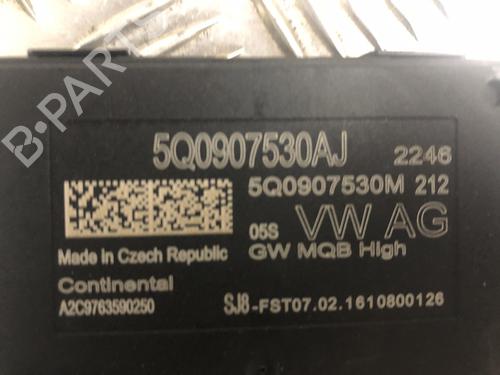 B-PARTS
5Q0907530AJ 2246
5Q0907530M 212
05S VW AG
Made in Czech Republic GW MQB High
Continental
A2C9763590250 SJ8-FST07.02.1610800126